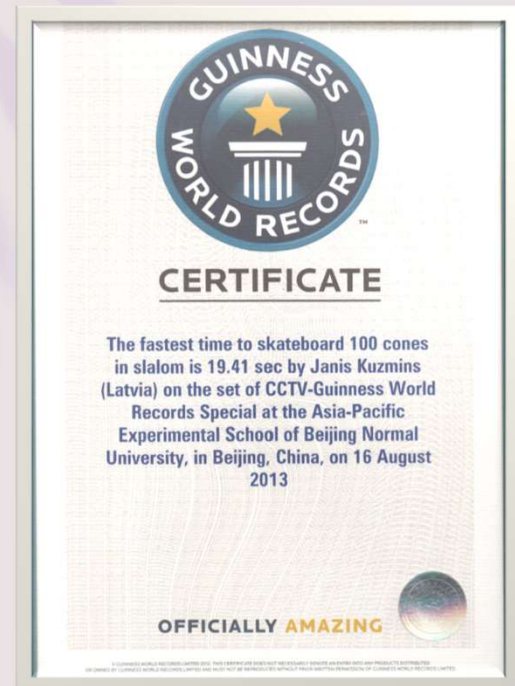 GUINNESS
WORLD RECORDS
TM
CERTIFICATE
The fastest time to skateboard 100 cones
in slalom is 19.41 sec by Janis Kuzmins
(Latvia) on the set of CCTV-Guinness World
Records Special at the Asia-Pacific
Experimental School of Beijing Normal
University, in Beijing, China, on 16 August
2013
OFFICIALLY AMAZING